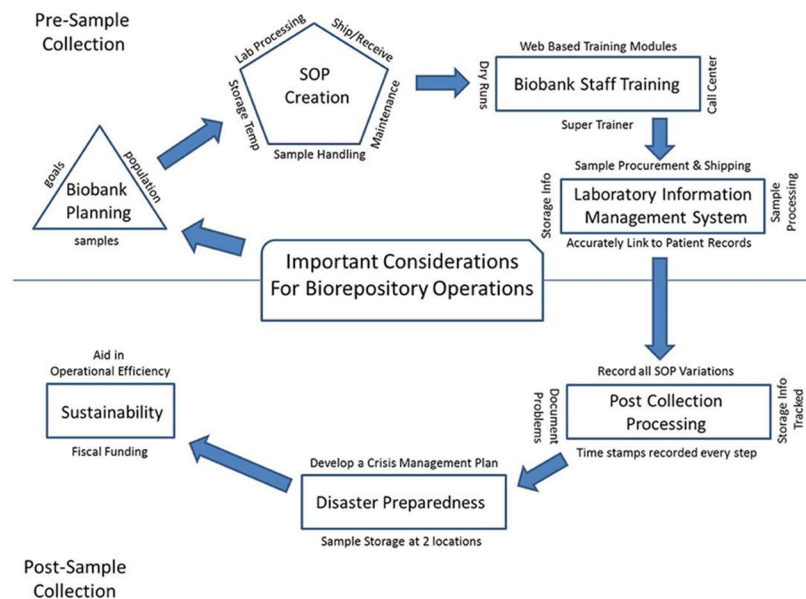 Pre-Sample
Collection
goals
population
Biobank
Planning
samples
Lab Processing
Ship/Receive
Storage Temp
SOP
Creation
Maintenance
Sample Handling
Web Based Training Modules
Dry Runs
Biobank Staff Training
Call Center
Super Trainer
Sample Procurement & Shipping
Storage Info
Laboratory Information
Management System
Sample
Processing
Accurately Link to Patient Records
Important Considerations
For Biorepository Operations
Record all SOP Variations
Document
Problems
Post Collection
Processing
Storage Info
Tracked
Time stamps recorded every step
Develop a Crisis Management Plan
Disaster Preparedness
Sample Storage at 2 locations
Aid in
Operational Efficiency
Sustainability
Fiscal Funding
Post-Sample
Collection